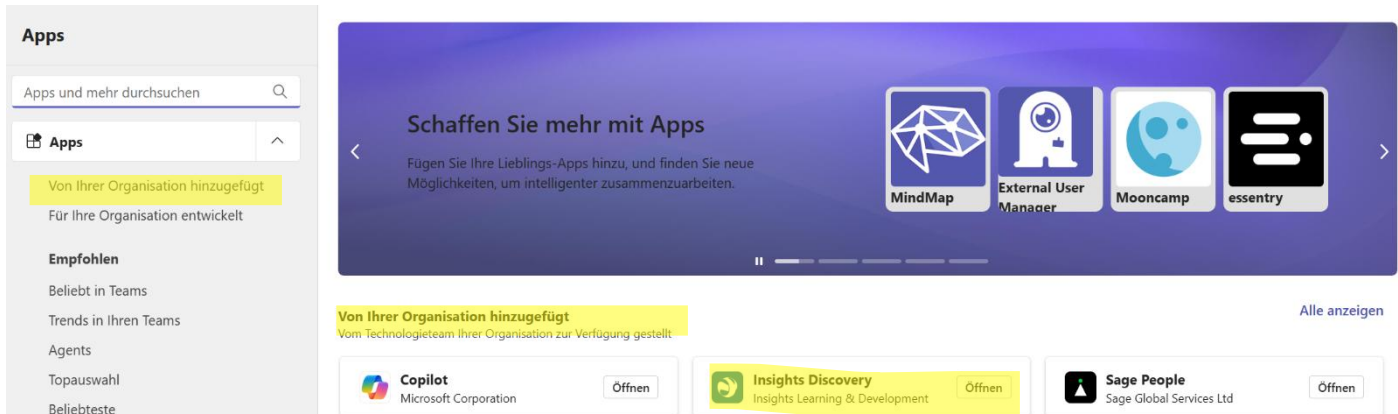 Apps
Apps und mehr durchsuchen
Apps
Von Ihrer Organisation hinzugefügt
Für Ihre Organisation entwickelt
Empfohlen
Beliebt in Teams
Trends in Ihren Teams
Agents
Topauswahl
Beliebteste
Schaffen Sie mehr mit Apps
Fügen Sie Ihre Lieblings-Apps hinzu, und finden Sie neue
Möglichkeiten, um intelligenter zusammenzuarbeiten.
MindMap
External User
Manager
Mooncamp
essentry
Von Ihrer Organisation hinzugefügt
Alle anzeigen
Vom Technologieteam Ihrer Organisation zur Verfügung gestellt
Copilot
Microsoft Corporation
Öffnen
Insights Discovery
Insights Learning & Development
Öffnen
Sage People
Sage Global Services Ltd
Öffnen